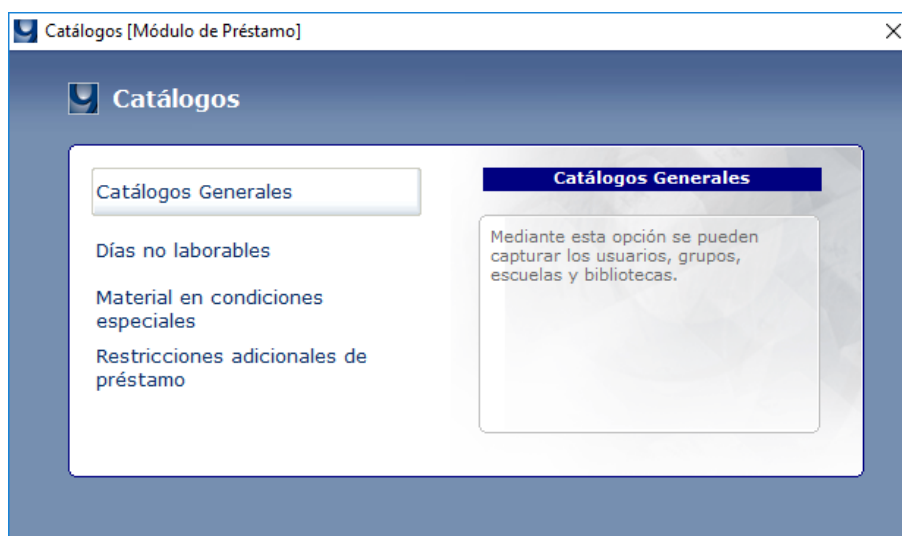 Catálogos [Módulo de Préstamo]
Catálogos
Catálogos Generales
Días no laborables
Material en condiciones
especiales
Restricciones adicionales de
préstamo
Catálogos Generales
Mediante esta opción se pueden
capturar los usuarios, grupos,
escuelas y bibliotecas.